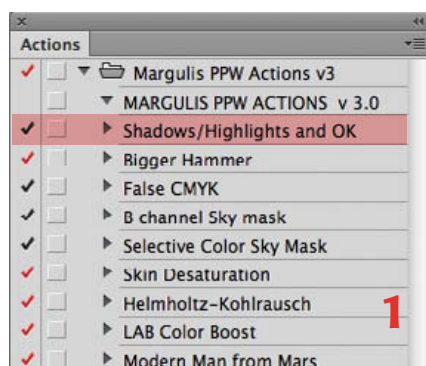 Actions
Margulis PPW Actions v3
MARGULIS PPW ACTIONS v 3.0
Shadows/Highlights and OK
Bigger Hammer
False CMYK
B channel Sky mask
Selective Color Sky Mask
Skin Desaturation
Helmholtz-Kohlrausch
1
LAB Color Boost
Modern Man from Mars